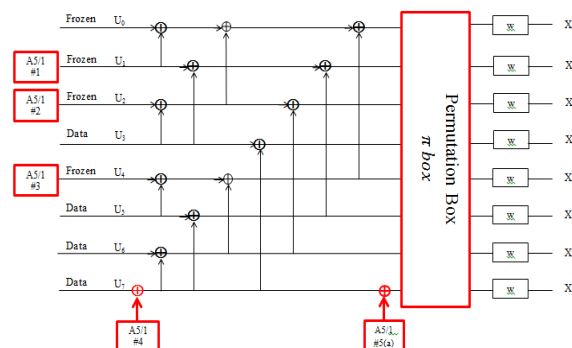 Frozen U0
w X
A5/1
#1
Frozen U1
w X
A5/1
#2
Frozen U2
w X
Data U3
w X
A5/1
#3
Frozen U4
w X
Data U5
w X
Data U6
w X
Data U7
w X
Permutation Box
π box
A5/1
#4
A5/1
#5(a)